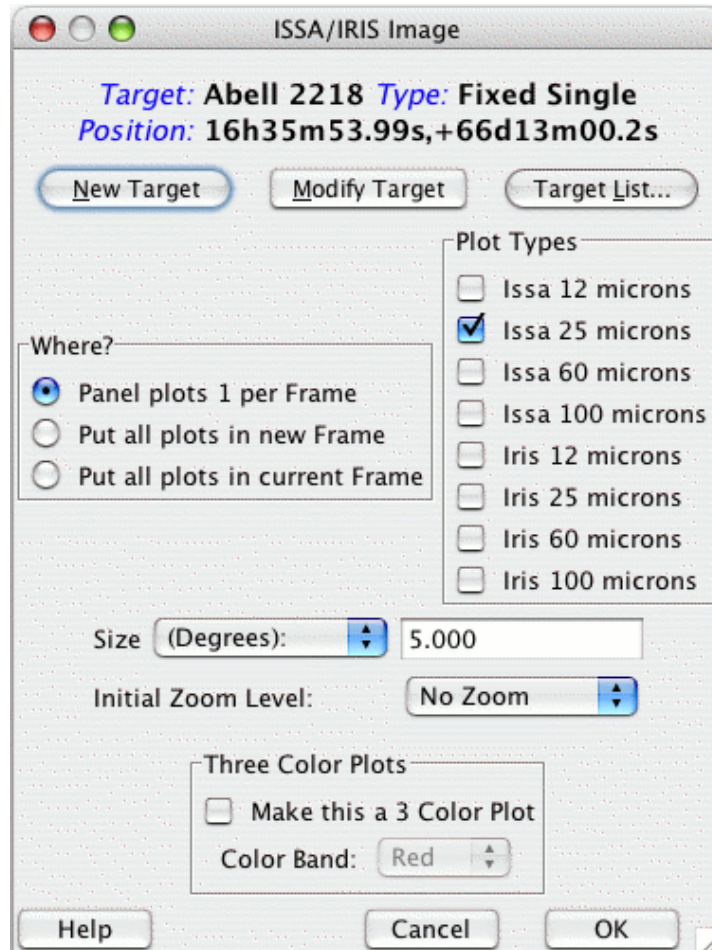 ISSA/IRIS Image
Target: Abell 2218 Type: Fixed Single
Position: 16h35m53.99s,+66d13m00.2s
New Target
Modify Target
Target List...
Plot Types
Issa 12 microns
Issa 25 microns
Issa 60 microns
Issa 100 microns
Iris 12 microns
Iris 25 microns
Iris 60 microns
Iris 100 microns
Where?
Panel plots 1 per Frame
Put all plots in new Frame
Put all plots in current Frame
Size (Degrees): 5.000
Initial Zoom Level: No Zoom
Three Color Plots
Make this a 3 Color Plot
Color Band: Red
Help
Cancel
OK